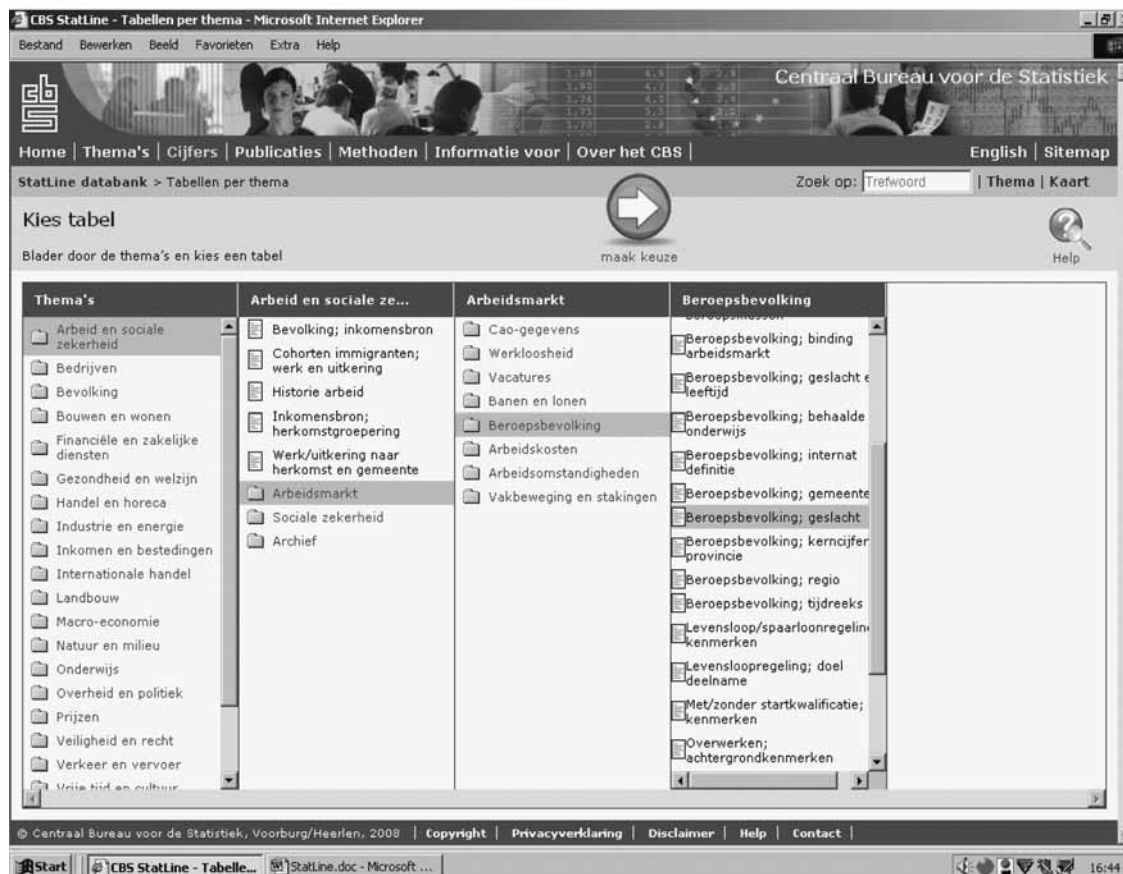 CBS StatLine - Tabellen per thema - Microsoft Internet Explorer
Bestand Bewerken Beeld Favorieten Extra Help
cbs
Centraal Bureau voor de Statistiek
Home | Thema's | Cijfers | Publicaties | Methoden | Informatie voor | Over het CBS |
English | Sitemap
StatLine databank > Tabellen per thema
Zoek op: Trefwoord | Thema | Kaart
Kies tabel
Blader door de thema's en kies een tabel
maak keuze
Help
Thema's
Arbeid en sociale
zekerheid
Bedrijven
Bevolking
Bouwen en wonen
Financiële en zakelijke
diensten
Gezondheid en welzijn
Handel en horeca
Industrie en energie
Inkomen en bestedingen
Internationale handel
Landbouw
Macro-economie
Natuur en milieu
Onderwijs
Overheid en politiek
Prijzen
Veiligheid en recht
Verkeer en vervoer
Vrije tijd en cultuur
Arbeid en sociale ze...
Bevolking; inkomensbron
Cohorten immigranten;
werk en uitkering
Historie arbeid
Inkomensbron;
herkomstgroepering
Werk/uitkering naar
herkomst en gemeente
Arbeidsmarkt
Sociale zekerheid
Archief
Arbeidsmarkt
Cao-gegevens
Werkloosheid
Vacatures
Banen en lonen
Beroepsbevolking
Arbeidskosten
Arbeidsomstandigheden
Vakbeweging en stakingen
Beroepsbevolking
Beroepsbevolking; binding
arbeidsmarkt
Beroepsbevolking; geslacht e
leeftijd
Beroepsbevolking; behaalde
onderwijs
Beroepsbevolking; internat
definitie
Beroepsbevolking; gemeente
Beroepsbevolking; geslacht
Beroepsbevolking; kerncijfer
provincie
Beroepsbevolking; regio
Beroepsbevolking; tijdreeks
Levensloop/spaarloonregeling
kenmerken
Levensloopregeling; doel
deelname
Met/zonder startkwalificatie;
kenmerken
Overwerken;
achtergrondkenmerken
© Centraal Bureau voor de Statistiek, Voorburg/Heerlen, 2008 | Copyright | Privacyverklaring | Disclaimer | Help | Contact |
Start CBS StatLine - Tabelle... StatLine.doc - Microsoft ... 16:44